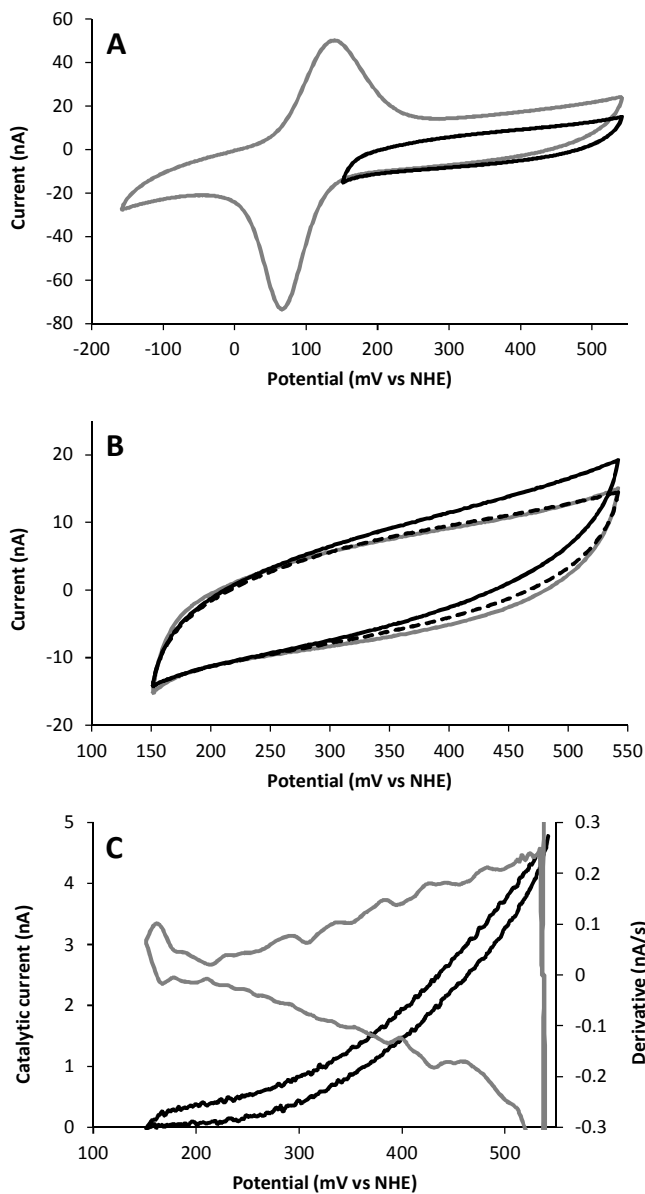 A
60
40
20
0
-20
-40
-60
-80
Current (nA)
-200 -100 0 100 200 300 400 500
Potential (mV vs NHE)
B
20
10
0
-10
-20
Current (nA)
100 150 200 250 300 350 400 450 500 550
Potential (mV vs NHE)
C
5
4
3
2
1
0
Catalytic current (nA)
0.3
0.2
0.1
0
-0.1
-0.2
-0.3
Derivative (nA/s)
100 200 300 400 500
Potential (mV vs NHE)